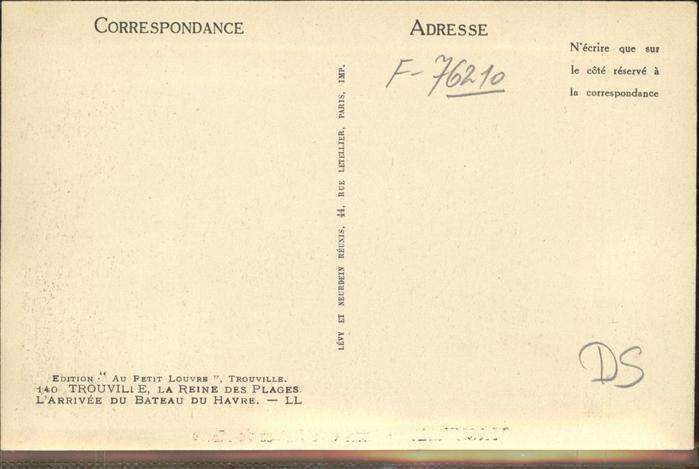 CORRESPONDANCE
ADRESSE
N'écrire que sur
le côté réservé à
la correspondance
F-76210
LÉVY ET NEURDEIN RÉUNIS, 44, RUE LETELLIER, PARIS, IMP.
DS
EDITION : " AU PETIT LOUVRE ", TROUVILLE.
140 TROUVILLE, LA REINE DES PLAGES.
L'ARRIVÉE DU BATEAU DU HAVRE. — LL